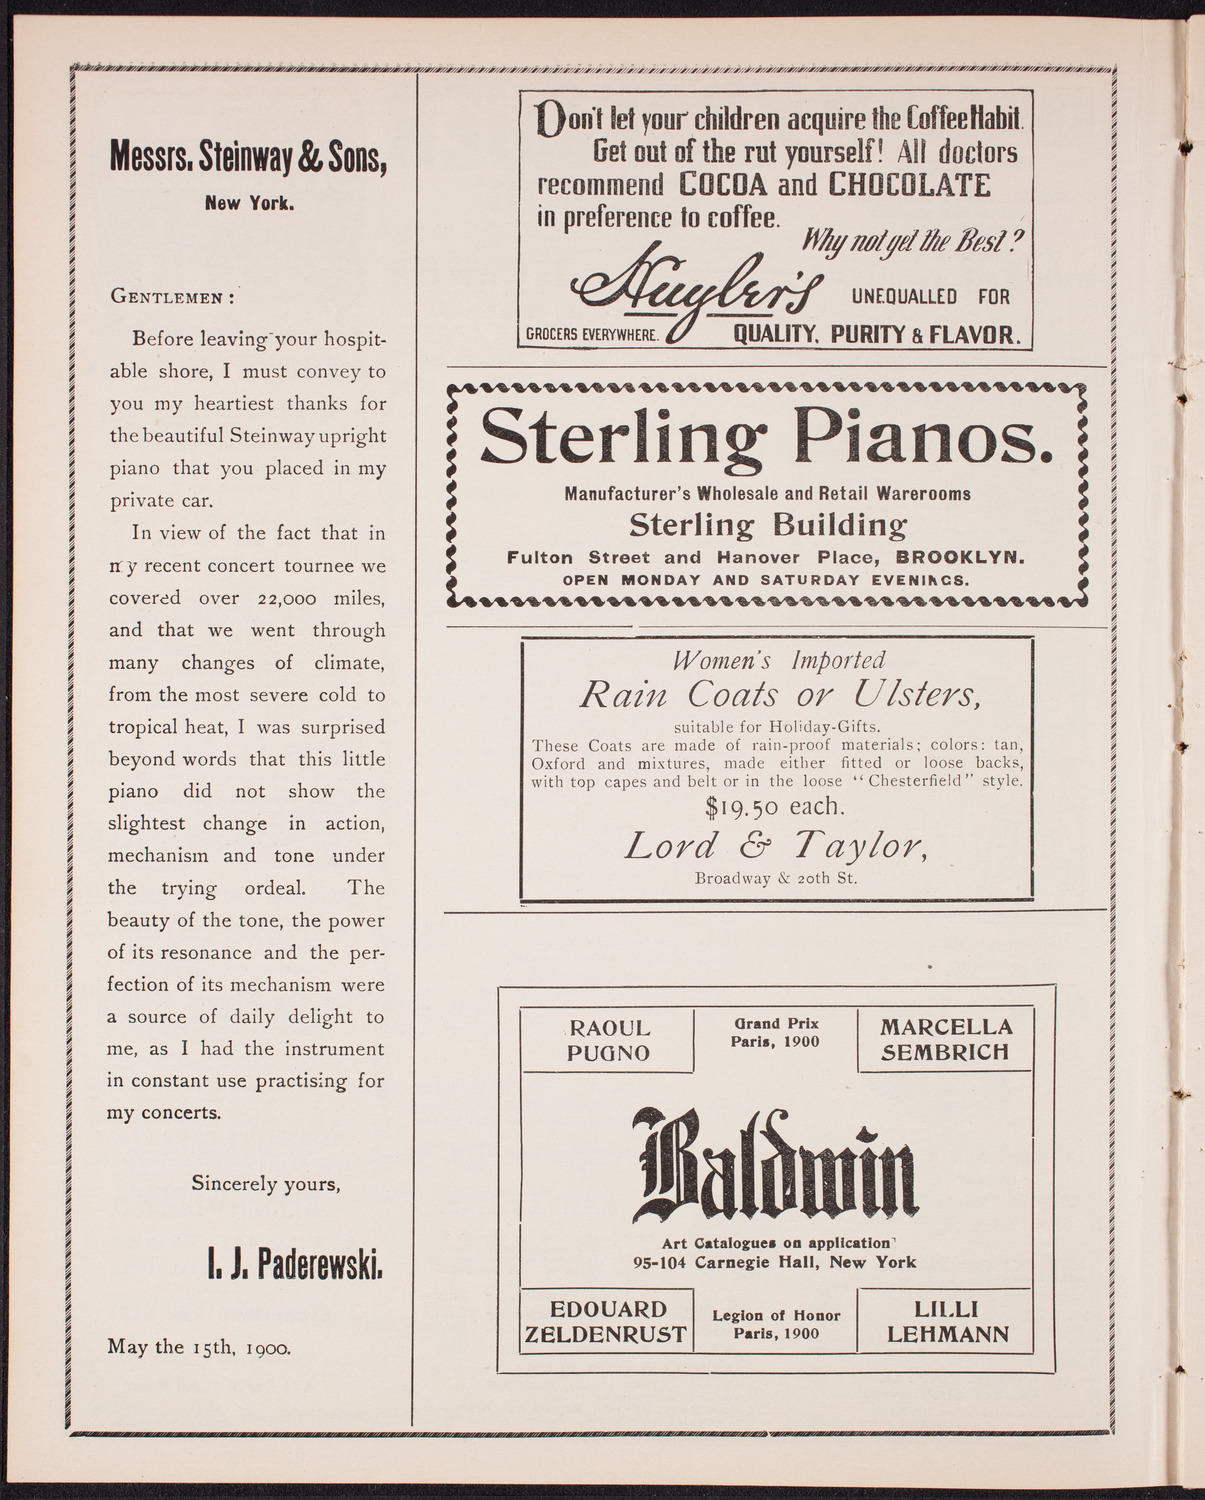 Messrs. Steinway & Sons,
New York.
GENTLEMEN:
Before leaving your hospit-
able shore, I must convey to
you my heartiest thanks for
the beautiful Steinway upright
piano that you placed in my
private car.
In view of the fact that in
my recent concert tournee we
covered over 22,000 miles,
and that we went through
many changes of climate,
from the most severe cold to
tropical heat, I was surprised
beyond words that this little
piano did not show the
slightest change in action,
mechanism and tone under
the trying ordeal. The
beauty of the tone, the power
of its resonance and the per-
fection of its mechanism were
a source of daily delight to
me, as I had the instrument
in constant use practising for
my concerts.
Sincerely yours,
I. J. Paderewski.
May the 15th, 1900.
Don't let your children acquire the Coffee Habit.
Get out of the rut yourself! All doctors
recommend COCOA and CHOCOLATE
in preference to coffee.
Why not get the Best?
Huyler's UNEQUALLED FOR
GROCERS EVERYWHERE. QUALITY, PURITY & FLAVOR.
Sterling Pianos.
Manufacturer's Wholesale and Retail Warerooms
Sterling Building
Fulton Street and Hanover Place, BROOKLYN.
OPEN MONDAY AND SATURDAY EVENINGS.
Women's Imported
Rain Coats or Ulsters,
suitable for Holiday-Gifts.
These Coats are made of rain-proof materials; colors: tan,
Oxford and mixtures, made either fitted or loose backs,
with top capes and belt or in the loose "Chesterfield" style.
$19.50 each.
Lord & Taylor,
Broadway & 20th St.
RAOUL
PUGNO
Grand Prix
Paris, 1900
MARCELLA
SEMBRICH
Baldwin
Art Catalogues on application
95-104 Carnegie Hall, New York
EDOUARD
ZELDENRUST
Legion of Honor
Paris, 1900
LILLI
LEHMANN